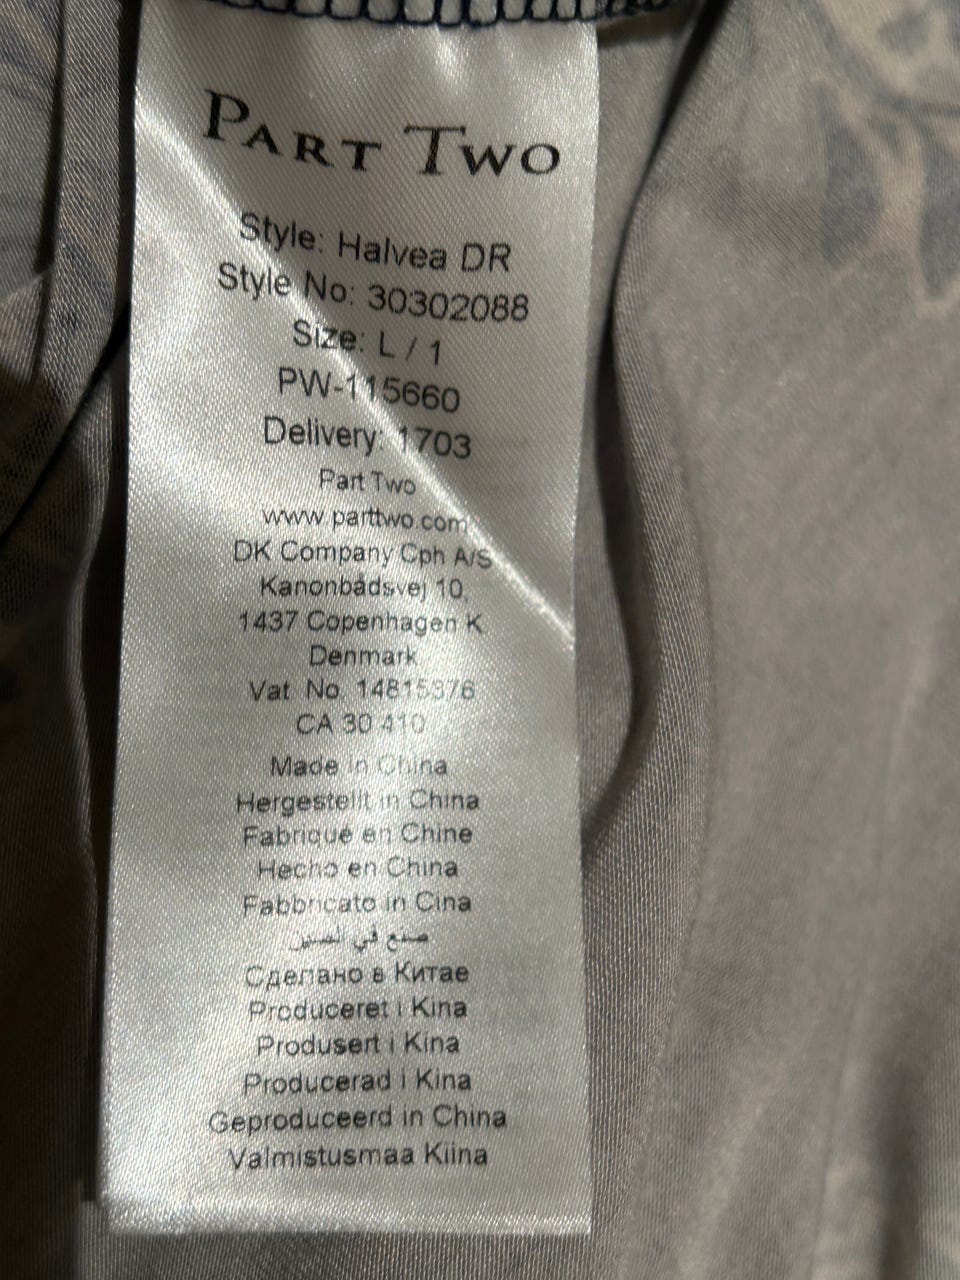 PART TWO
Style: Halvea DR
Style No: 30302088
Size: L / 1
PW-115660
Delivery: 1703
Part Two
www.parttwo.com
DK Company Cph A/S
Kanonbådsvej 10,
1437 Copenhagen K
Denmark
Vat No 14815376
CA 30 410
Made in China
Hergestellt in China
Fabriqué en Chine
Hecho en China
Fabbricato in Cina
صنع في الصين
Сделано в Китае
Produceret i Kina
Produsert i Kina
Producerad i Kina
Geproduceerd in China
Valmistusmaa Kiina